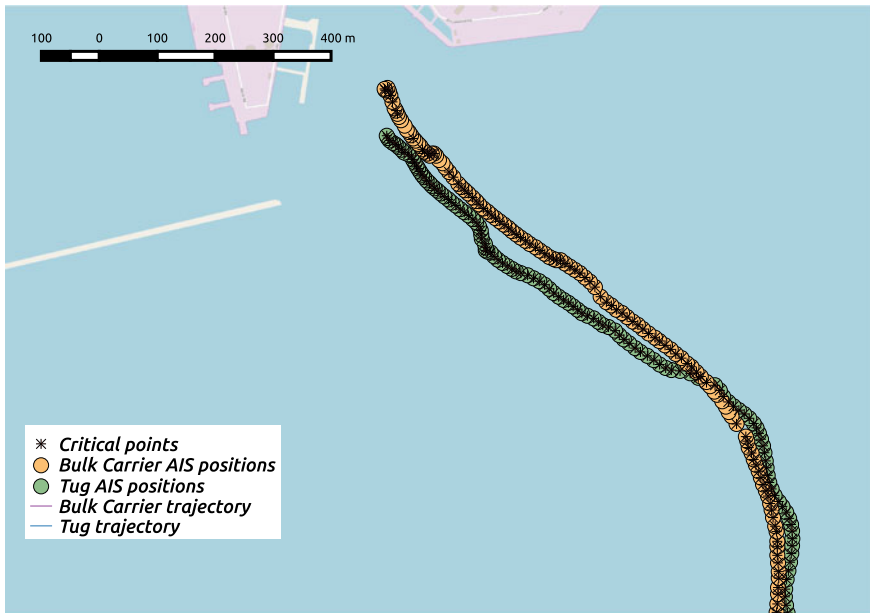 100 0 100 200 300 400 m
Critical points
Bulk Carrier AIS positions
Tug AIS positions
Bulk Carrier trajectory
Tug trajectory